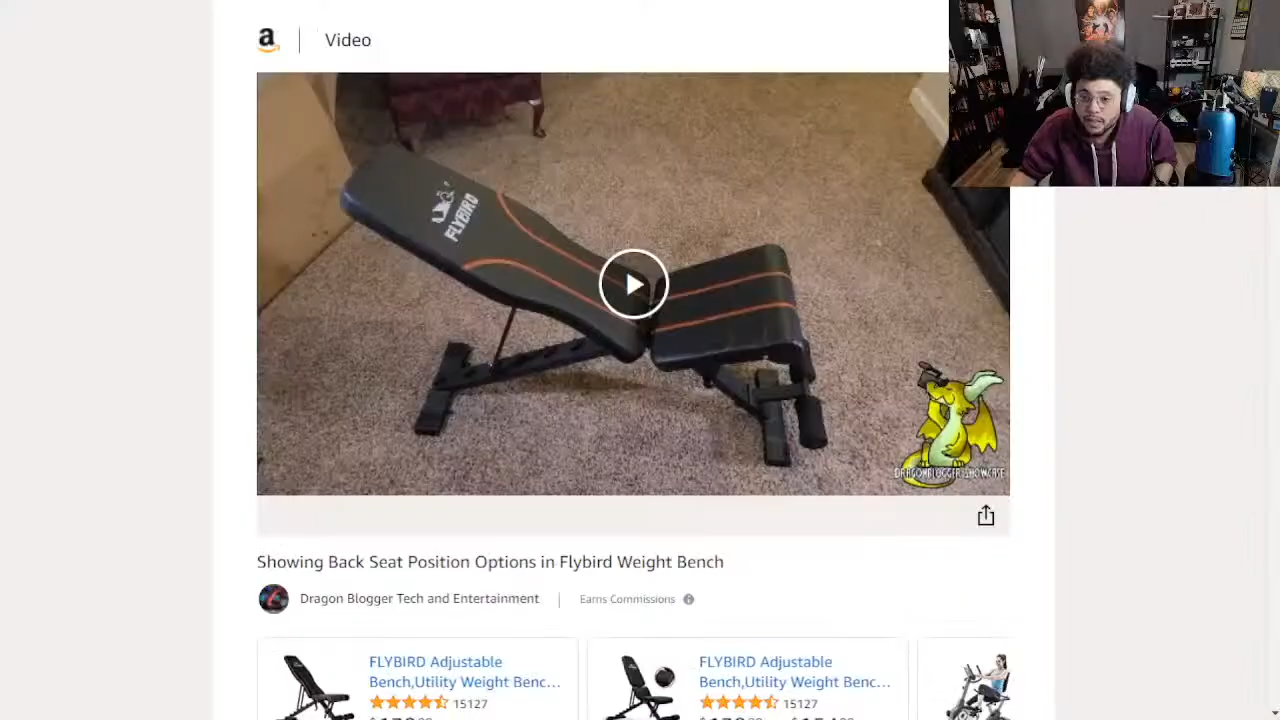 a
Video
FLYBIRD
DRAGONBLOGGER SHOWCASE
Showing Back Seat Position Options in Flybird Weight Bench
Dragon Blogger Tech and Entertainment
Earns Commissions
FLYBIRD Adjustable
Bench,Utility Weight Benc...
15127
FLYBIRD Adjustable
Bench,Utility Weight Benc...
15127